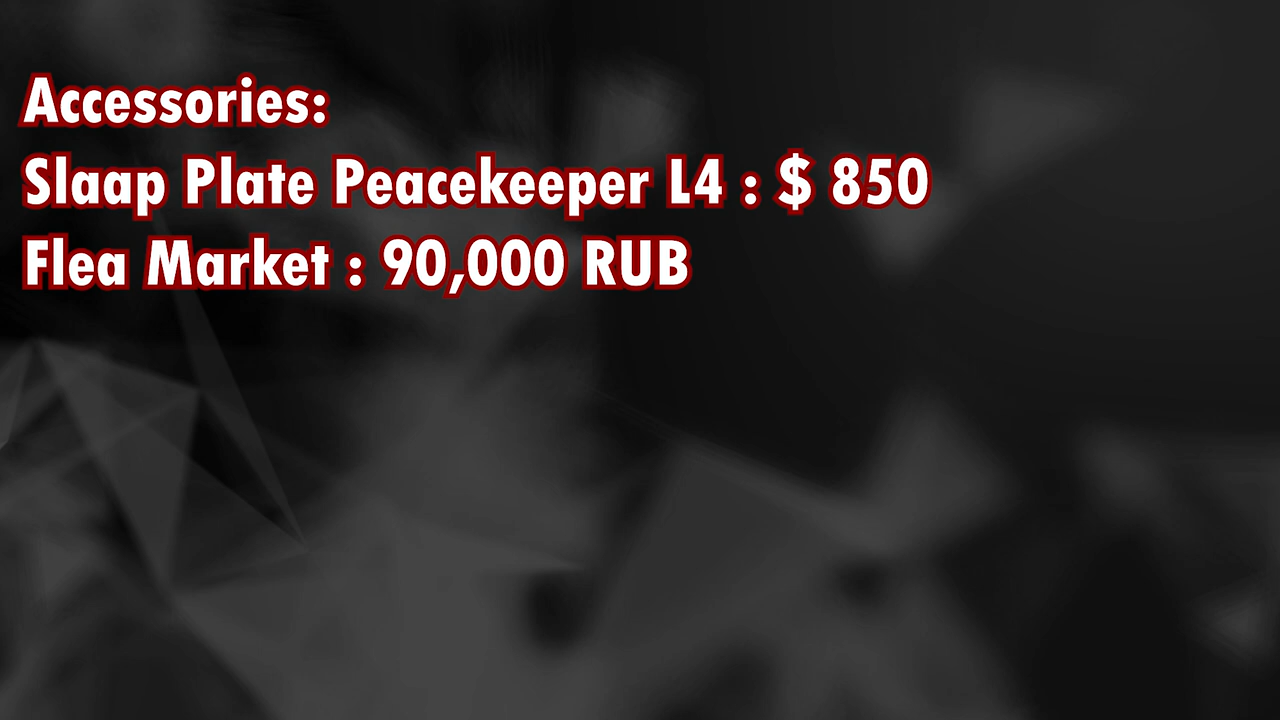 Accessories:
Slaap Plate Peacekeeper L4 : $ 850
Flea Market : 90,000 RUB